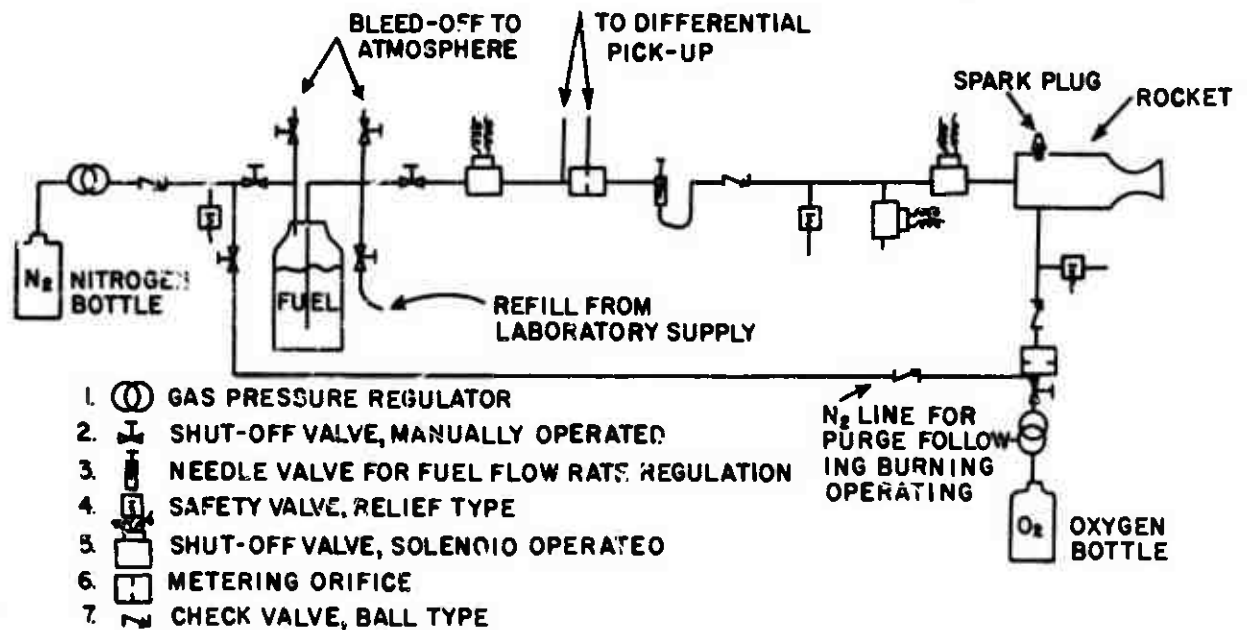 BLEED-OFF TO
ATMOSPHERE
TO DIFFERENTIAL
PICK-UP
SPARK PLUG
ROCKET
N2
NITROGEN
BOTTLE
FUEL
REFILL FROM
LABORATORY SUPPLY
N2 LINE FOR
PURGE FOLLOW
ING BURNING
OPERATING
O2
OXYGEN
BOTTLE
1. GAS PRESSURE REGULATOR
2. SHUT-OFF VALVE, MANUALLY OPERATED
3. NEEDLE VALVE FOR FUEL FLOW RATE REGULATION
4. SAFETY VALVE, RELIEF TYPE
5. SHUT-OFF VALVE, SOLENOID OPERATED
6. METERING ORIFICE
7. CHECK VALVE, BALL TYPE